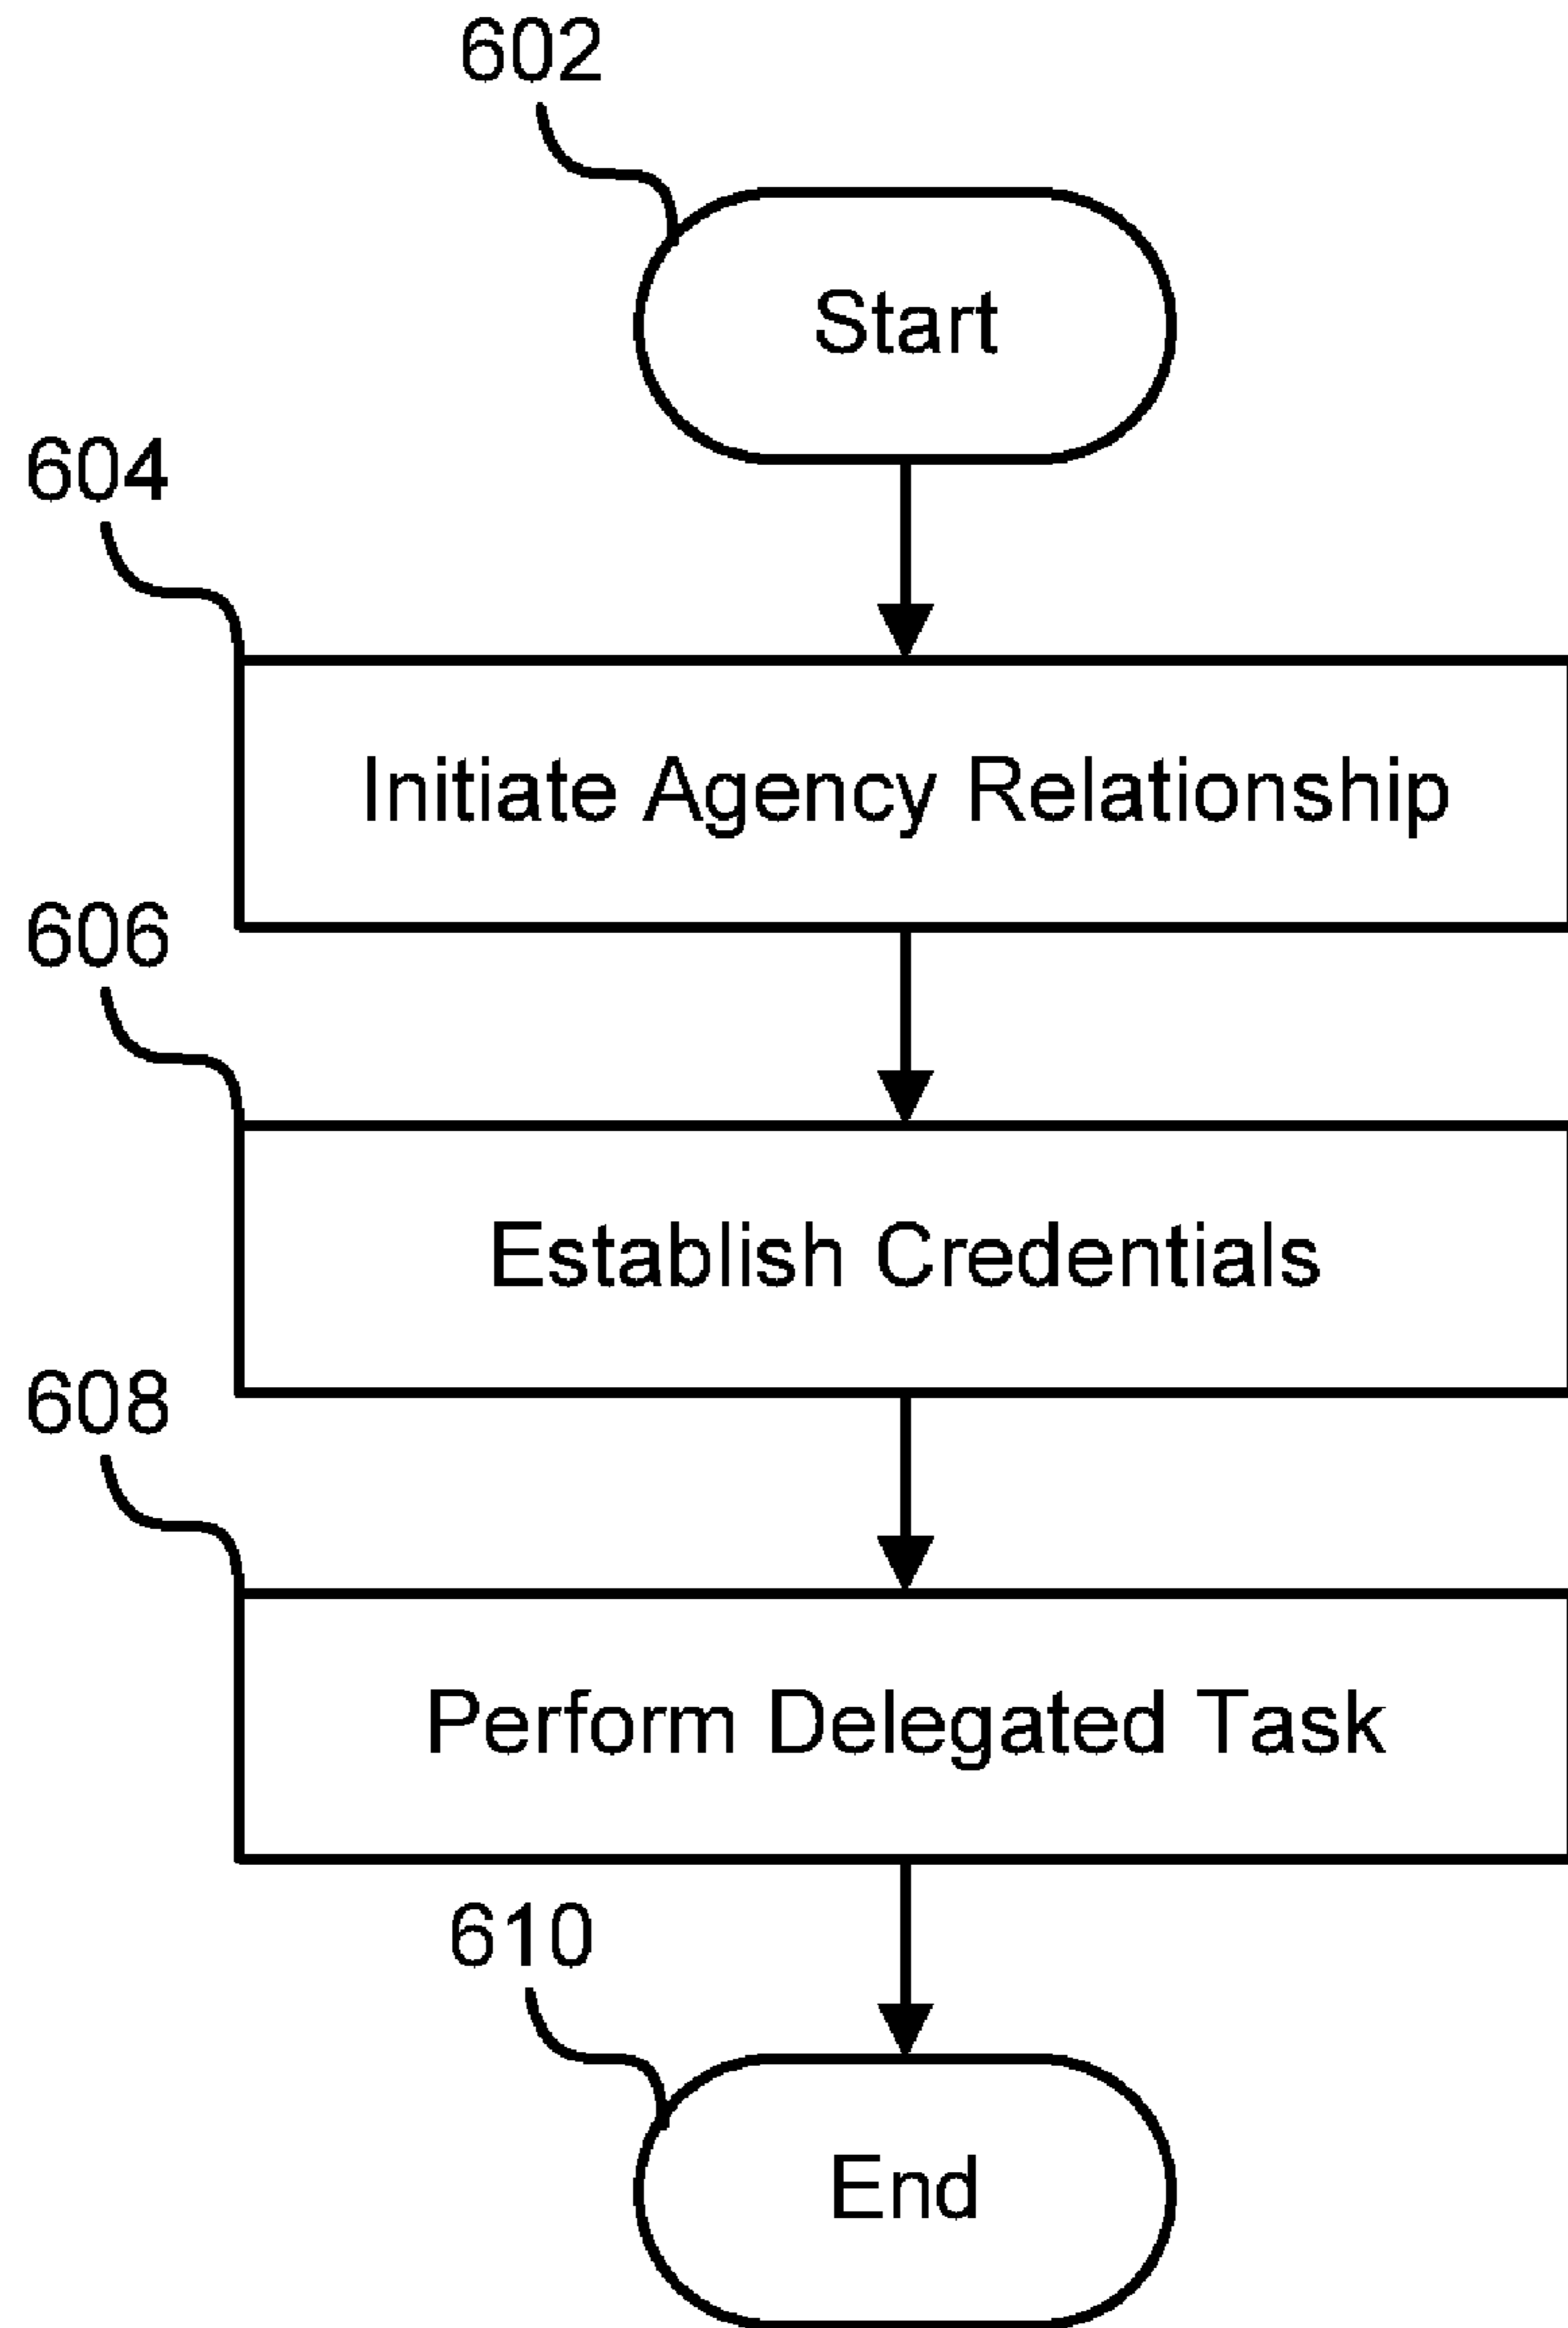 602
Start
604
Initiate Agency Relationship
606
Establish Credentials
608
Perform Delegated Task
610
End